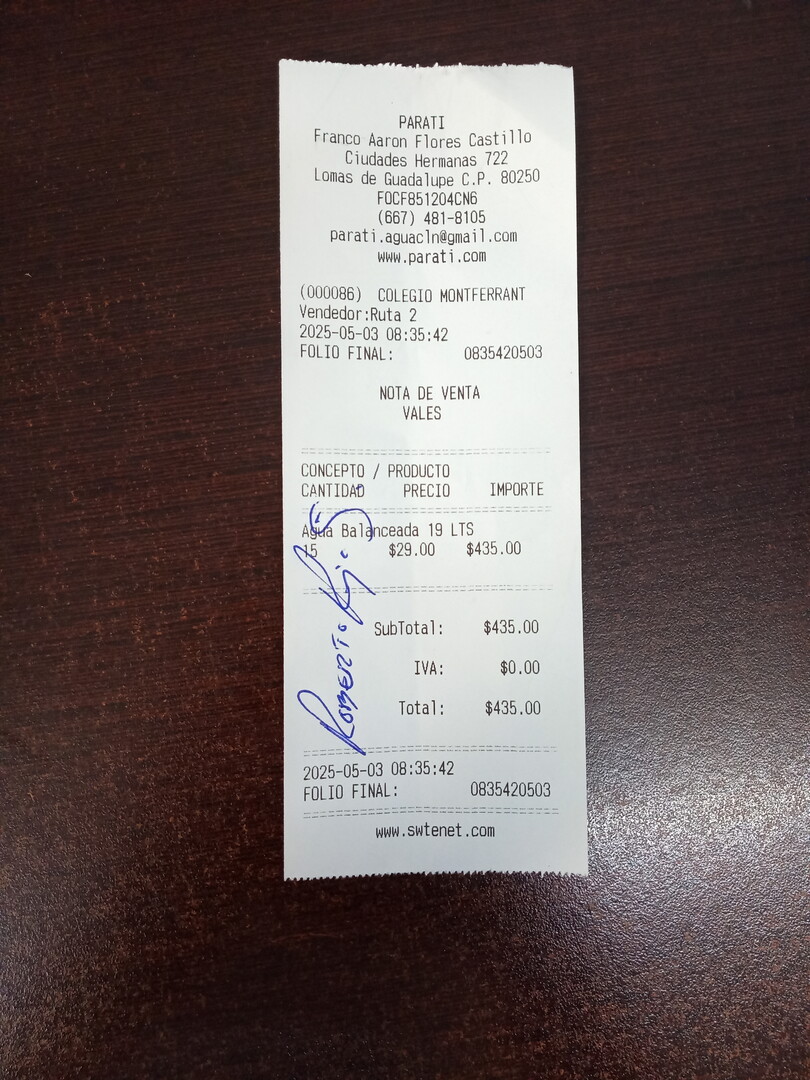 PARATI
Franco Aaron Flores Castillo
Ciudades Hermanas 722
Lomas de Guadalupe C.P. 80250
FOCF851204CN6
(667) 481-8105
parati.aguacln@gmail.com
www.parati.com
(000086) COLEGIO MONTFERRANT
Vendedor:Ruta 2
2025-05-03 08:35:42
FOLIO FINAL: 0835420503
NOTA DE VENTA
VALES
CONCEPTO / PRODUCTO
CANTIDAD PRECIO IMPORTE
Agua Balanceada 19 LTS
15 $29.00 $435.00
SubTotal: $435.00
IVA: $0.00
Total: $435.00
ROBERTO
2025-05-03 08:35:42
FOLIO FINAL: 0835420503
www.swtenet.com